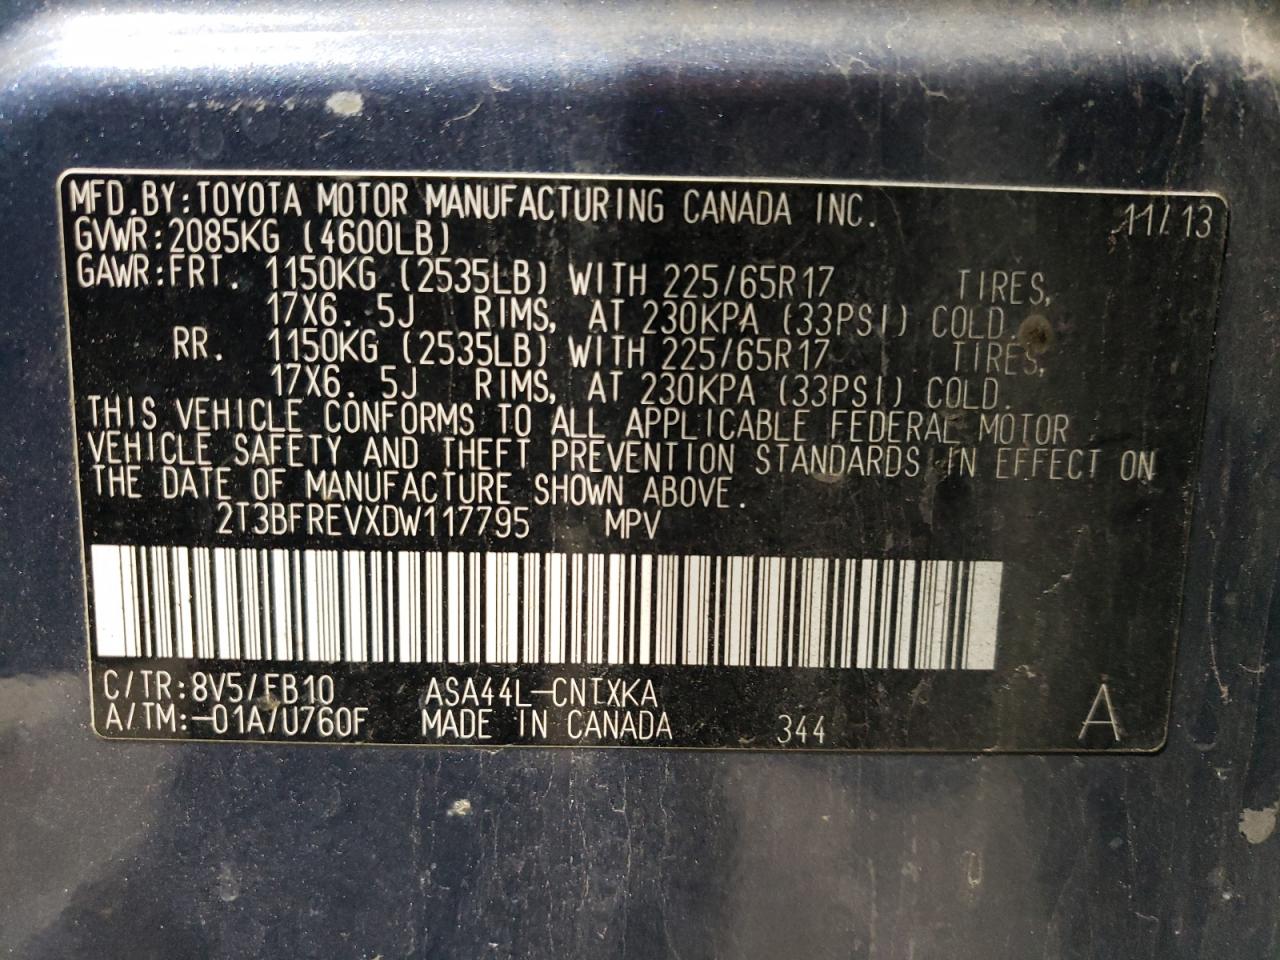 MFD.BY:TOYOTA MOTOR MANUFACTURING CANADA INC. 11/13
GVWR:2085KG (4600LB)
GAWR:FRT. 1150KG (2535LB) WITH 225/65R17 TIRES,
17X6.5J RIMS, AT 230KPA (33PSI) COLD.
RR. 1150KG (2535LB) WITH 225/65R17 TIRES,
17X6.5J RIMS, AT 230KPA (33PSI) COLD.
THIS VEHICLE CONFORMS TO ALL APPLICABLE FEDERAL MOTOR
VEHICLE SAFETY AND THEFT PREVENTION STANDARDS IN EFFECT ON
THE DATE OF MANUFACTURE SHOWN ABOVE.
2T3BFREVXDW117795 MPV
C/TR:8V5/FB10 ASA44L-CNTXKA
A/TM:-01A/U760F MADE IN CANADA 344 A